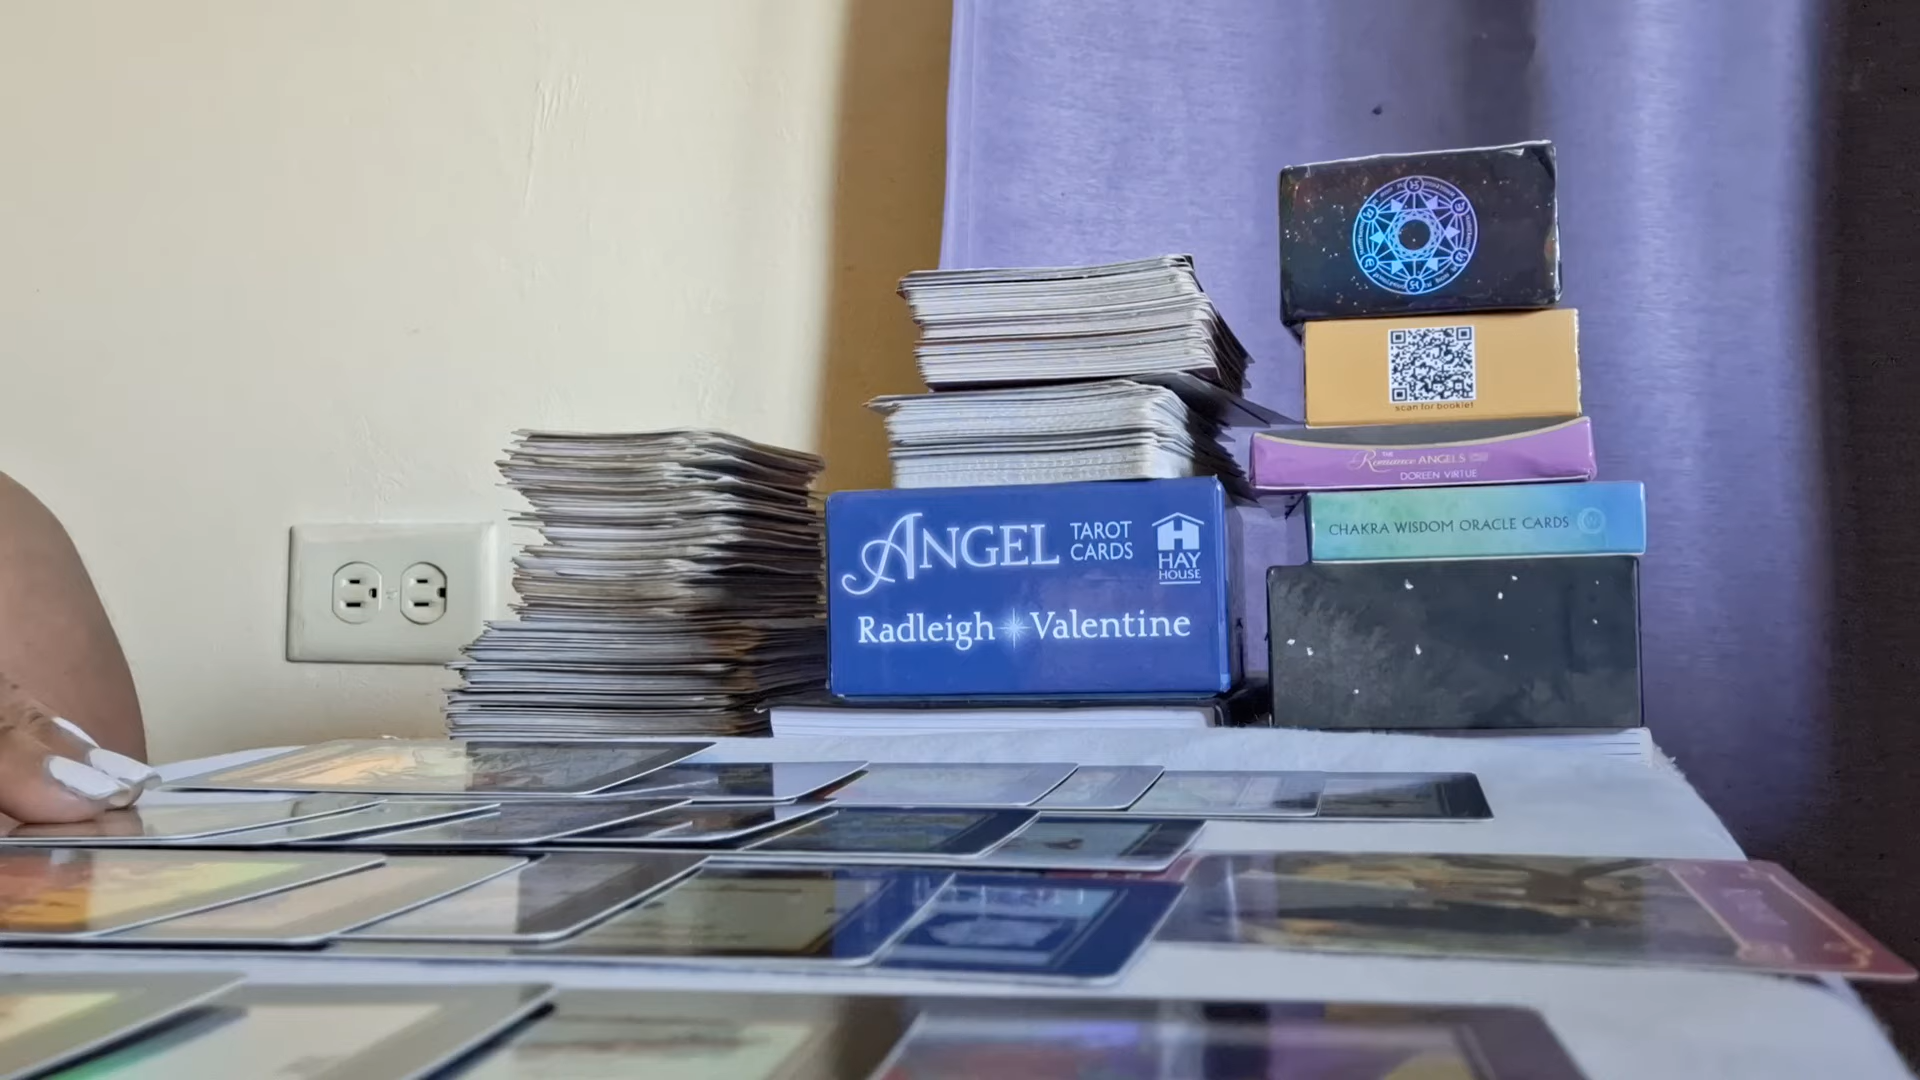 ANGEL TAROT CARDS
HAY HOUSE
Radleigh Valentine
scan for booklet
THE Romance ANGELS
DOREEN VIRTUE
CHAKRA WISDOM ORACLE CARDS